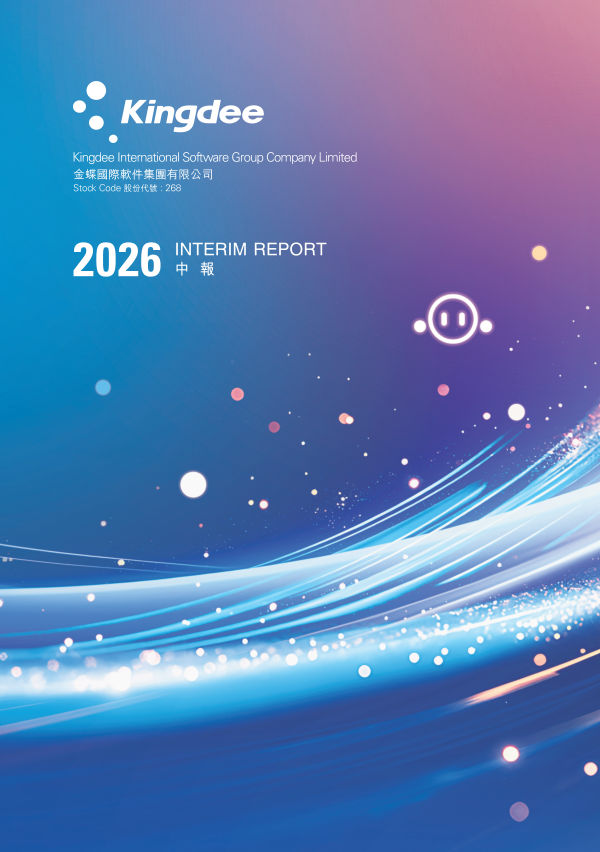 Kingdee
Kingdee International Software Group Company Limited
金蝶國際軟件集團有限公司
Stock Code 股份代號 : 268
2026 INTERIM REPORT
中報